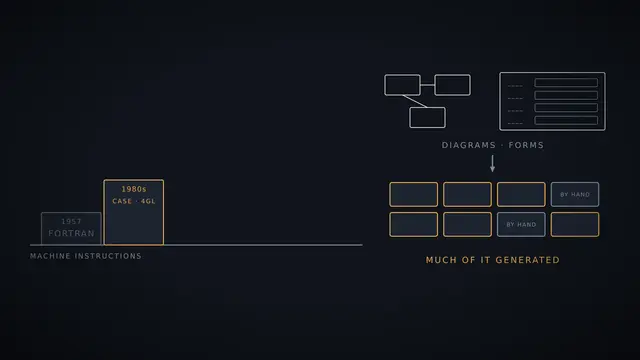 1957
FORTRAN
1980s
CASE · 4GL
MACHINE INSTRUCTIONS
DIAGRAMS · FORMS
BY HAND
BY HAND
MUCH OF IT GENERATED